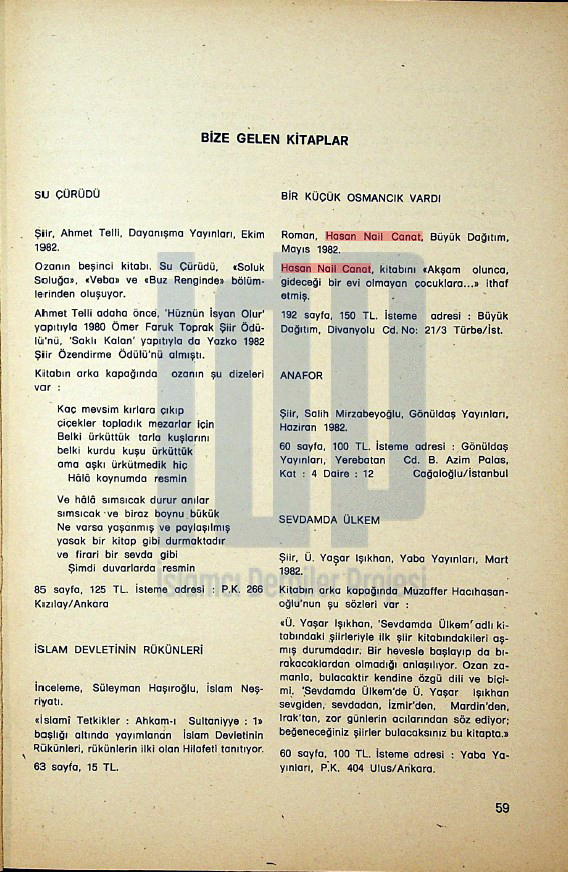 BİZE GELEN KİTAPLAR
SU ÇÜRÜDÜ
Şiir, Ahmet Telli, Dayanışma Yayınları, Ekim
1982.
Ozanın beşinci kitabı. Su Çürüdü, «Soluk
Soluğa», «Veba» ve «Buz Renginde» bölüm-
lerinden oluşuyor.
Ahmet Telli adaha önce, 'Hüznün İsyan Olur'
yapıtıyla 1980 Ömer Faruk Toprak Şiir Ödü-
lü'nü, 'Saklı Kalan' yapıtıyla da Yazko 1982
Şiir Özendirme Ödülü'nü almıştı.
Kiitabın arka kapağında ozanın şu dizeleri
var :
Kaç mevsim kırlara çıkıp
çiçekler topladık mezarlar için
Belki ürküttük tarla kuşlarını
belki kurdu kuşu ürküttük
ama aşkı ürkütmedik hiç
Hâlâ koynumda resmin
Ve hâlâ sımsıcak durur anılar
sımsıcak ve biraz boynu bükük
Ne varsa yaşanmış ve paylaşılmış
yasak bir kitap gibi durmaktadır
ve firari bir sevda gibi
Şimdi duvarlarda resmin
85 sayfa, 125 TL. İsteme adresi : P.K. 266
Kızılay/Ankara
İSLAM DEVLETİNİN RÜKÜNLERİ
İnceleme, Süleyman Haşıroğlu, İslam Neş-
riyatı.
«İslamî Tetkikler : Ahkam-ı Sultaniyye : 1»
başlığı altında yayımlanan İslam Devletinin
Rükünleri, rükünlerin ilki olan Hilafeti tanıtıyor.
63 sayfa, 15 TL.
BİR KÜÇÜK OSMANCIK VARDI
Roman, Hasan Nail Canat, Büyük Dağıtım,
Mayıs 1982.
Hasan Nail Canat, kitabını «Akşam olunca,
gideceği bir evi olmayan çocuklara...» ithaf
etmiş.
192 sayfa, 150 TL. İsteme adresi : Büyük
Dağıtım, Divanyolu Cd. No: 21/3 Türbe/İst.
ANAFOR
Şiir, Salih Mirzabeyoğlu, Gönüldaş Yayınları,
Haziran 1982.
60 sayfa, 100 TL. İsteme adresi : Gönüldaş
Yayınları, Yerebatan Cd. B. Azim Palas,
Kat : 4 Daire : 12 Cağaloğlu/İstanbul
SEVDAMDA ÜLKEM
Şiir, Ü. Yaşar Işıkhan, Yaba Yayınları, Mart
1982.
Kitabın arka kapağında Muzaffer Hacıhasan-
oğlu'nun şu sözleri var :
«Ü. Yaşar Işıkhan, 'Sevdamda Ülkem' adlı ki-
tabındaki şiirleriyle ilk şiir kitabındakileri aş-
mış durumdadır. Bir hevesle başlayıp da bı-
rakacaklardan olmadığı anlaşılıyor. Ozan za-
manla, bulacaktır kendine özgü dili ve biçi-
mi. 'Sevdamda Ülkem'de Ü. Yaşar Işıkhan
sevgiden, sevdadan, İzmir'den, Mardin'den,
Irak'tan, zor günlerin acılarından söz ediyor;
beğeneceğiniz şiirler bulacaksınız bu kitapta.»
60 sayfa, 100 TL. İsteme adresi : Yaba Ya-
yınları, P.K. 404 Ulus/Ankara.
59
İDP
İslamcı Dergiler Projesi